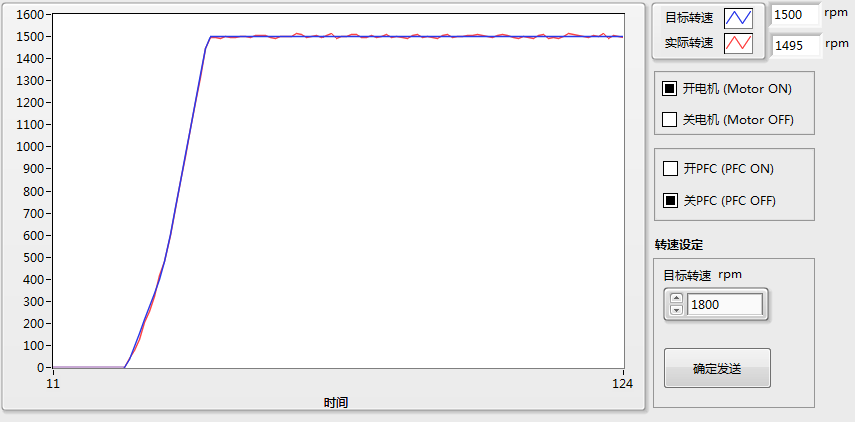 1600
1500
1400
1300
1200
1100
1000
900
800
700
600
500
400
300
200
100
0
11
124
时间
目标转速
1500 rpm
实际转速
1495 rpm
开电机 (Motor ON)
关电机 (Motor OFF)
开PFC (PFC ON)
关PFC (PFC OFF)
转速设定
目标转速 rpm
1800
确定发送